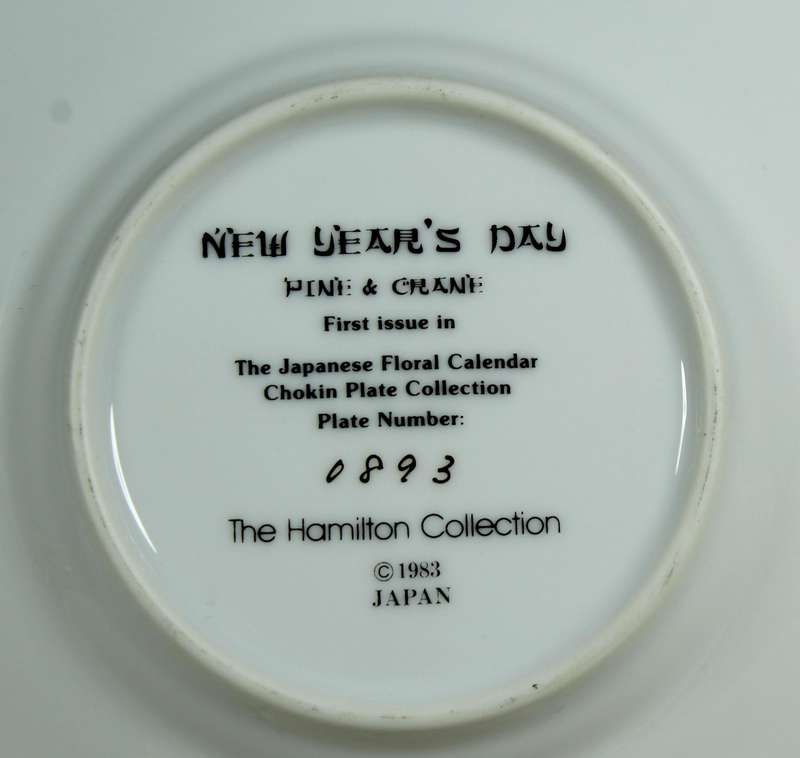 NEW YEAR'S DAY
PINE & CRANE
First issue in
The Japanese Floral Calendar
Chokin Plate Collection
Plate Number:
0893
The Hamilton Collection
©1983
JAPAN